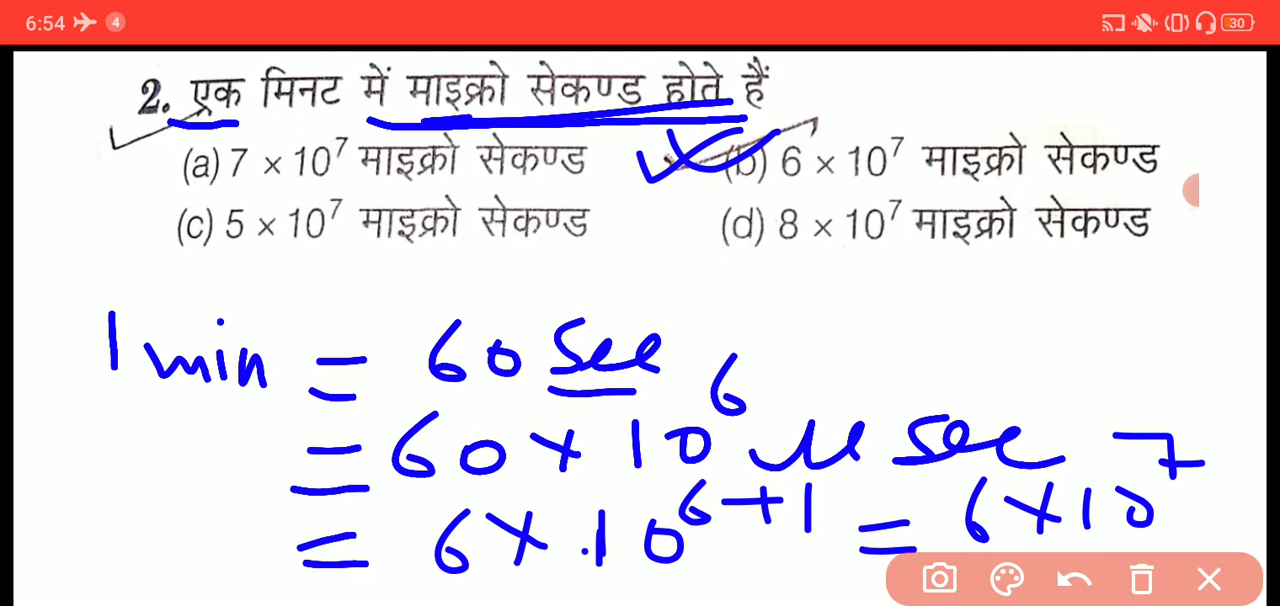 6:54 4 30
2. एक मिनट में माइक्रो सेकण्ड होते हैं
(a) 7 × 10⁷ माइक्रो सेकण्ड (b) 6 × 10⁷ माइक्रो सेकण्ड
(c) 5 × 10⁷ माइक्रो सेकण्ड (d) 8 × 10⁷ माइक्रो सेकण्ड
1 min = 60 sec
= 60 × 10⁶ μ sec
= 6 × 10⁶⁺¹ = 6 × 10⁷